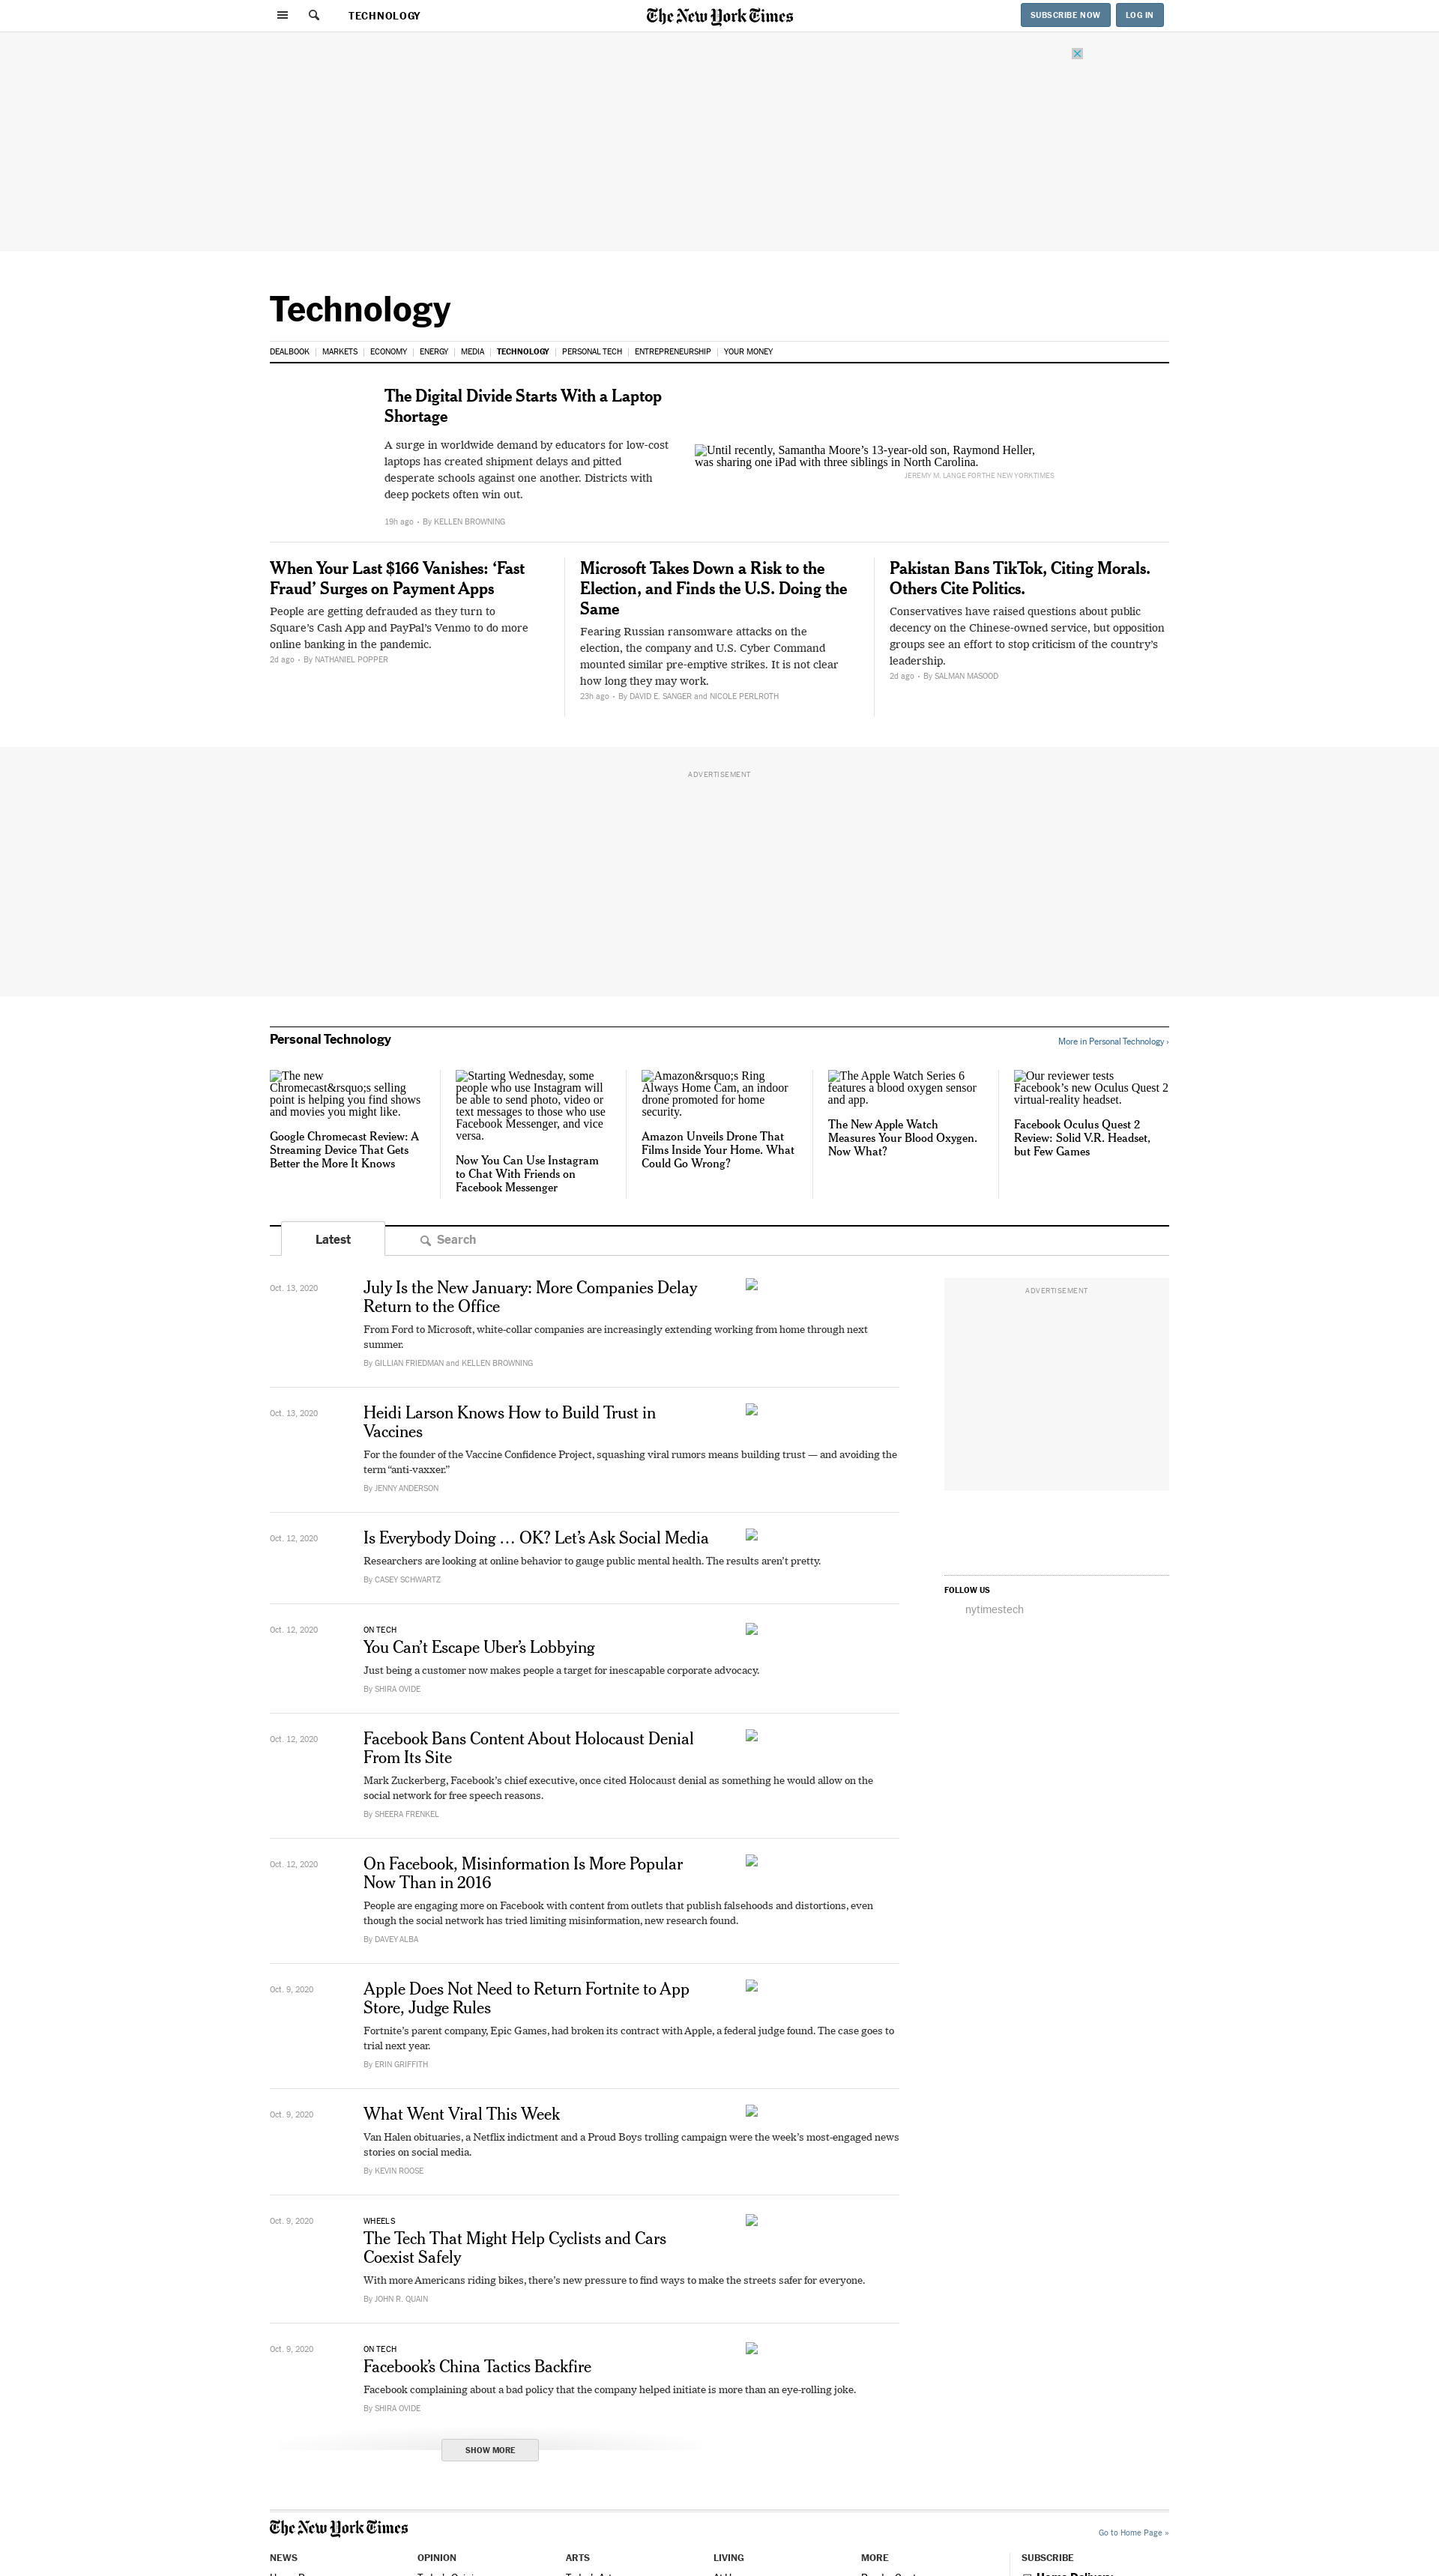 TECHNOLOGY
The New York Times
SUBSCRIBE NOW
LOG IN
Technology
DEALBOOK
MARKETS
ECONOMY
ENERGY
MEDIA
TECHNOLOGY
PERSONAL TECH
ENTREPRENEURSHIP
YOUR MONEY
The Digital Divide Starts With a Laptop
Shortage
A surge in worldwide demand by educators for low-cost
laptops has created shipment delays and pitted
desperate schools against one another. Districts with
deep pockets often win out.
19h ago • By KELLEN BROWNING
Until recently, Samantha Moore’s 13-year-old son, Raymond Heller,
was sharing one iPad with three siblings in North Carolina.
JEREMY M. LANGE FOR THE NEW YORK TIMES
When Your Last $166 Vanishes: ‘Fast
Fraud’ Surges on Payment Apps
People are getting defrauded as they turn to
Square’s Cash App and PayPal’s Venmo to do more
online banking in the pandemic.
2d ago • By NATHANIEL POPPER
Microsoft Takes Down a Risk to the
Election, and Finds the U.S. Doing the
Same
Fearing Russian ransomware attacks on the
election, the company and U.S. Cyber Command
mounted similar pre-emptive strikes. It is not clear
how long they may work.
23h ago • By DAVID E. SANGER and NICOLE PERLROTH
Pakistan Bans TikTok, Citing Morals.
Others Cite Politics.
Conservatives have raised questions about public
decency on the Chinese-owned service, but opposition
groups see an effort to stop criticism of the country’s
leadership.
2d ago • By SALMAN MASOOD
ADVERTISEMENT
Personal Technology
More in Personal Technology ›
The new
Chromecast&rsquo;s selling
point is helping you find shows
and movies you might like.
Google Chromecast Review: A
Streaming Device That Gets
Better the More It Knows
Starting Wednesday, some
people who use Instagram will
be able to send photo, video or
text messages to those who use
Facebook Messenger, and vice
versa.
Now You Can Use Instagram
to Chat With Friends on
Facebook Messenger
Amazon&rsquo;s Ring
Always Home Cam, an indoor
drone promoted for home
security.
Amazon Unveils Drone That
Films Inside Your Home. What
Could Go Wrong?
The Apple Watch Series 6
features a blood oxygen sensor
and app.
The New Apple Watch
Measures Your Blood Oxygen.
Now What?
Our reviewer tests
Facebook’s new Oculus Quest 2
virtual-reality headset.
Facebook Oculus Quest 2
Review: Solid V.R. Headset,
but Few Games
Latest
Search
Oct. 13, 2020
July Is the New January: More Companies Delay
Return to the Office
From Ford to Microsoft, white-collar companies are increasingly extending working from home through next
summer.
By GILLIAN FRIEDMAN and KELLEN BROWNING
ADVERTISEMENT
Oct. 13, 2020
Heidi Larson Knows How to Build Trust in
Vaccines
For the founder of the Vaccine Confidence Project, squashing viral rumors means building trust — and avoiding the
term “anti-vaxxer.”
By JENNY ANDERSON
Oct. 12, 2020
Is Everybody Doing … OK? Let’s Ask Social Media
Researchers are looking at online behavior to gauge public mental health. The results aren’t pretty.
By CASEY SCHWARTZ
FOLLOW US
nytimestech
Oct. 12, 2020
ON TECH
You Can’t Escape Uber’s Lobbying
Just being a customer now makes people a target for inescapable corporate advocacy.
By SHIRA OVIDE
Oct. 12, 2020
Facebook Bans Content About Holocaust Denial
From Its Site
Mark Zuckerberg, Facebook’s chief executive, once cited Holocaust denial as something he would allow on the
social network for free speech reasons.
By SHEERA FRENKEL
Oct. 12, 2020
On Facebook, Misinformation Is More Popular
Now Than in 2016
People are engaging more on Facebook with content from outlets that publish falsehoods and distortions, even
though the social network has tried limiting misinformation, new research found.
By DAVEY ALBA
Oct. 9, 2020
Apple Does Not Need to Return Fortnite to App
Store, Judge Rules
Fortnite’s parent company, Epic Games, had broken its contract with Apple, a federal judge found. The case goes to
trial next year.
By ERIN GRIFFITH
Oct. 9, 2020
What Went Viral This Week
Van Halen obituaries, a Netflix indictment and a Proud Boys trolling campaign were the week’s most-engaged news
stories on social media.
By KEVIN ROOSE
Oct. 9, 2020
WHEELS
The Tech That Might Help Cyclists and Cars
Coexist Safely
With more Americans riding bikes, there’s new pressure to find ways to make the streets safer for everyone.
By JOHN R. QUAIN
Oct. 9, 2020
ON TECH
Facebook’s China Tactics Backfire
Facebook complaining about a bad policy that the company helped initiate is more than an eye-rolling joke.
By SHIRA OVIDE
SHOW MORE
The New York Times
Go to Home Page »
NEWS
OPINION
ARTS
LIVING
MORE
SUBSCRIBE